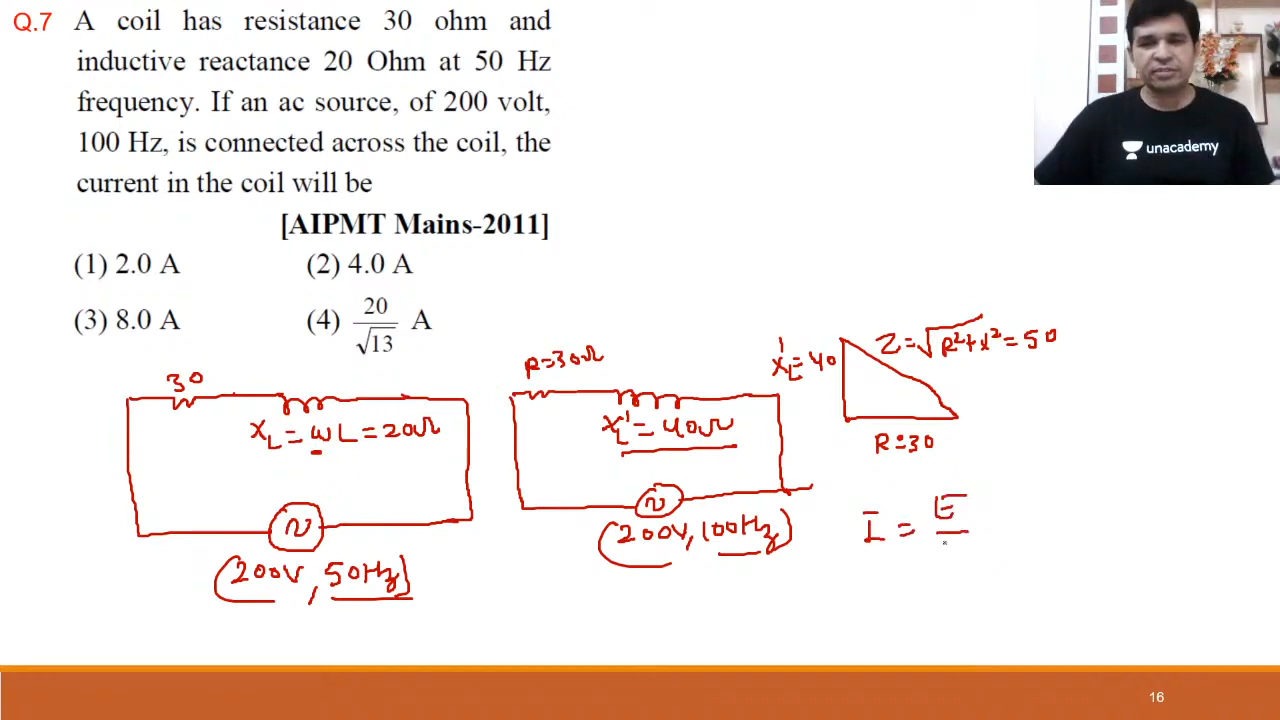 Q.7 A coil has resistance 30 ohm and
inductive reactance 20 Ohm at 50 Hz
frequency. If an ac source, of 200 volt,
100 Hz, is connected across the coil, the
current in the coil will be
[AIPMT Mains-2011]
(1) 2.0 A (2) 4.0 A
(3) 8.0 A (4) 20/√13 A
unacademy
30
X_L = ωL = 20Ω
(200V, 50Hz)
R=30Ω
X_L' = 40Ω
(200V, 100Hz)
X_L' = 40
Z = √R²+X² = 50
R=30
I = E
16